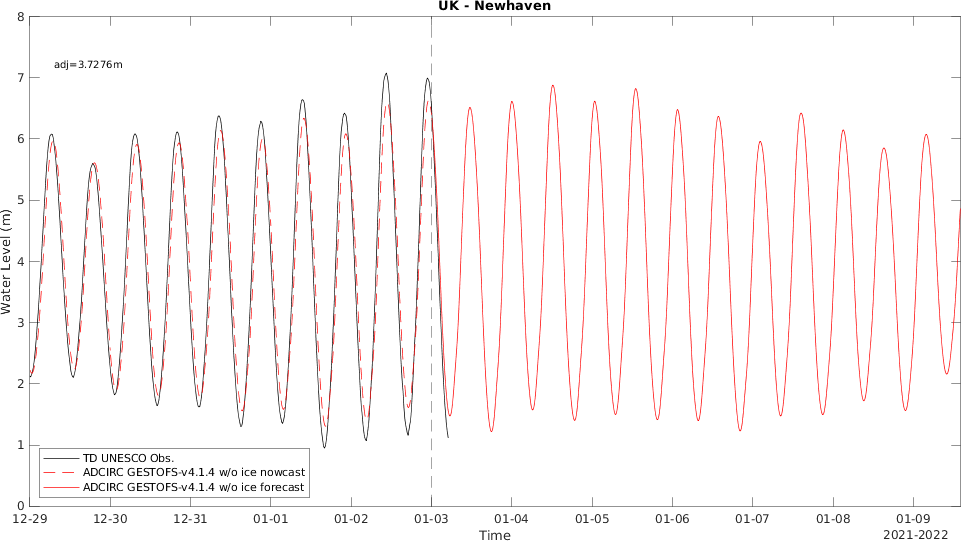 UK - Newhaven
8
adj=3.7276m
7
6
5
4
3
2
1
0
Water Level (m)
TD UNESCO Obs.
ADCIRC GESTOFS-v4.1.4 w/o ice nowcast
ADCIRC GESTOFS-v4.1.4 w/o ice forecast
12-29 12-30 12-31 01-01 01-02 01-03 01-04 01-05 01-06 01-07 01-08 01-09
Time
2021-2022